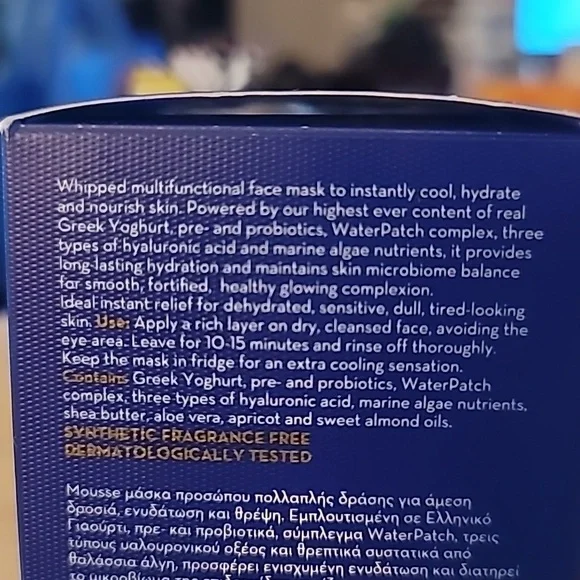 Whipped multifunctional face mask to instantly cool, hydrate
and nourish skin. Powered by our highest ever content of real
Greek Yoghurt, pre- and probiotics, WaterPatch complex, three
types of hyaluronic acid and marine algae nutrients, it provides
long-lasting hydration and maintains skin microbiome balance
for smooth, fortified, healthy glowing complexion.
Ideal instant relief for dehydrated, sensitive, dull, tired-looking
skin. Use: Apply a rich layer on dry, cleansed face, avoiding the
eye area. Leave for 10-15 minutes and rinse off thoroughly.
Keep the mask in fridge for an extra cooling sensation.
Contains Greek Yoghurt, pre- and probiotics, WaterPatch
complex, three types of hyaluronic acid, marine algae nutrients,
shea butter, aloe vera, apricot and sweet almond oils.
SYNTHETIC FRAGRANCE FREE
DERMATOLOGICALLY TESTED
Mousse μάσκα προσώπου πολλαπλής δράσης για άμεση
δροσιά, ενυδάτωση και θρέψη. Εμπλουτισμένη σε Ελληνικό
Γιαούρτι, πρε- και προβιοτικά, σύμπλεγμα WaterPatch, τρεις
τύπους υαλουρονικού οξέος και θρεπτικά συστατικά από
θαλάσσια άλγη, προσφέρει ενισχυμένη ενυδάτωση και διατηρεί
το μικροβίωμα